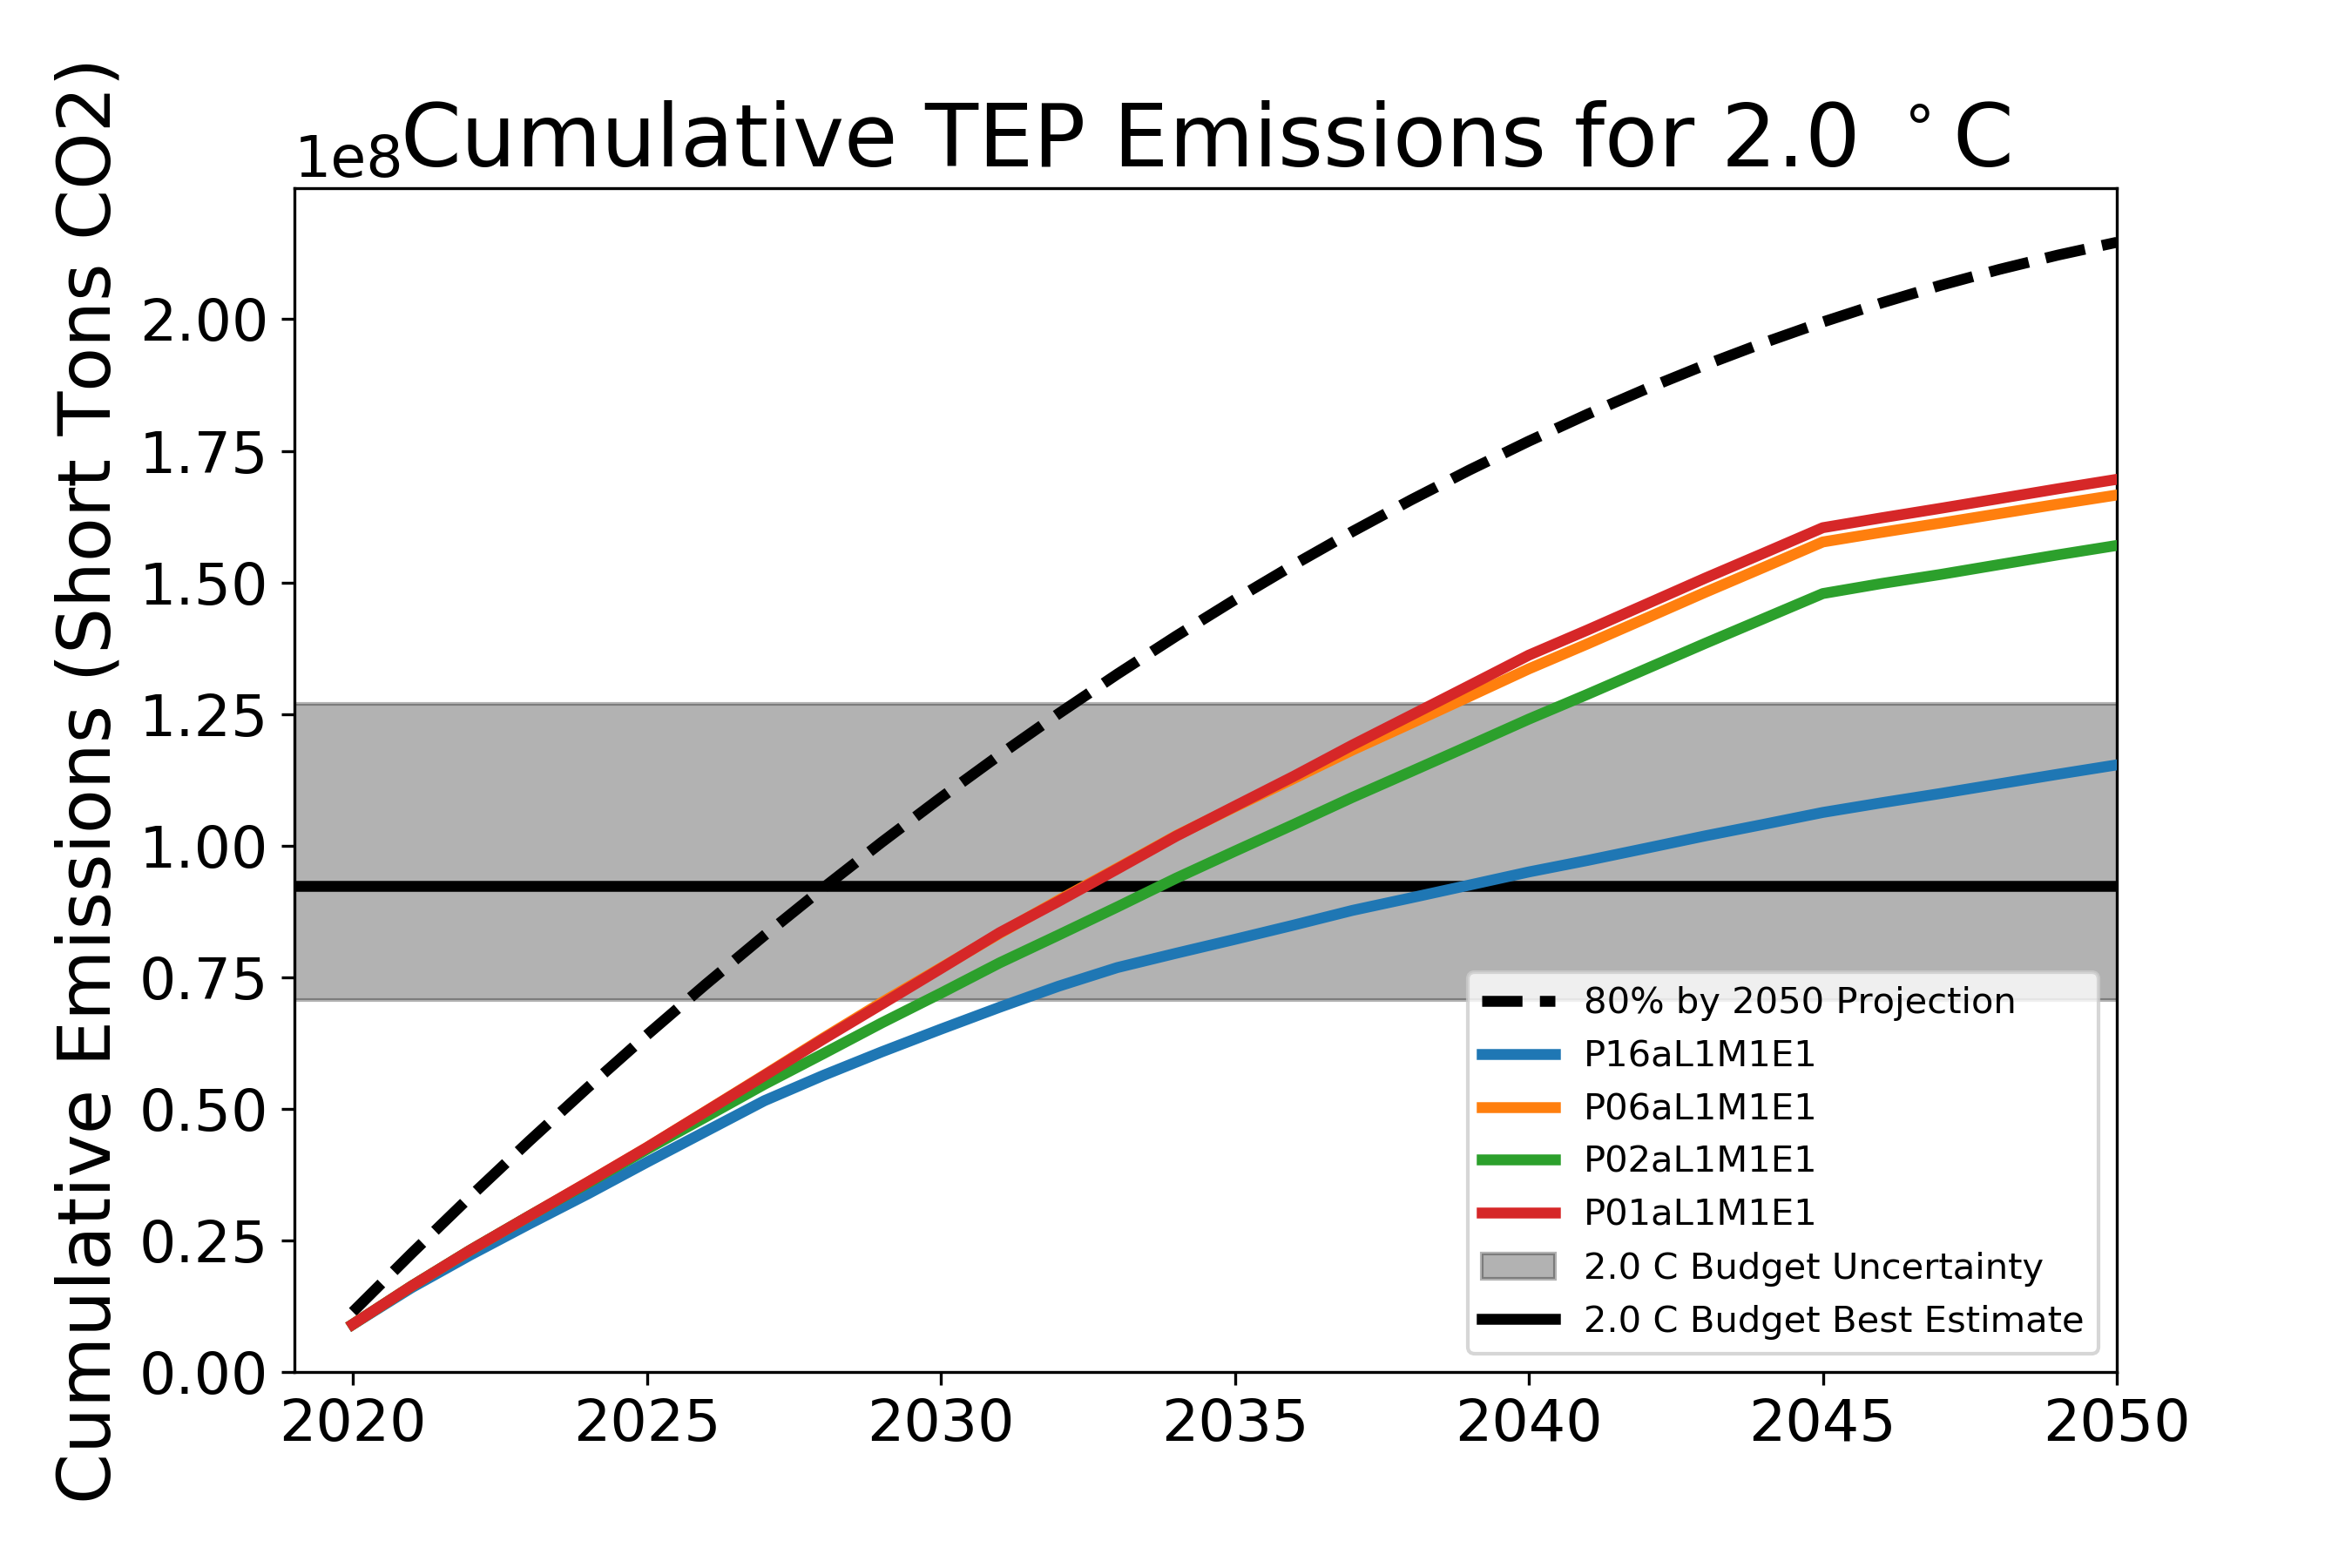 Cumulative TEP Emissions for 2.0 °C
1e8
Cumulative Emissions (Short Tons CO2)
2.00
1.75
1.50
1.25
1.00
0.75
0.50
0.25
0.00
2020 2025 2030 2035 2040 2045 2050
80% by 2050 Projection
P16aL1M1E1
P06aL1M1E1
P02aL1M1E1
P01aL1M1E1
2.0 C Budget Uncertainty
2.0 C Budget Best Estimate